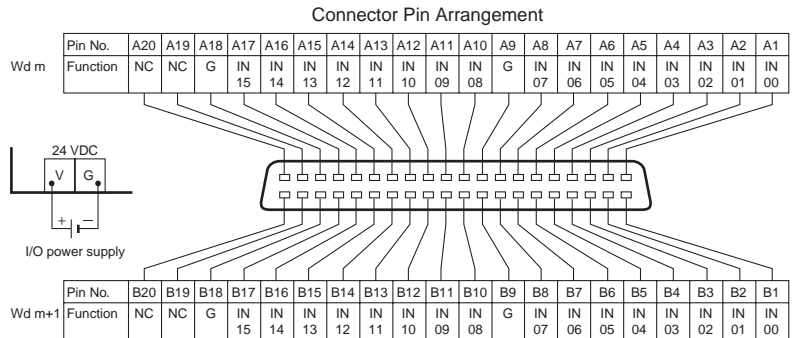 Connector Pin Arrangement
Pin No. A20 A19 A18 A17 A16 A15 A14 A13 A12 A11 A10 A9 A8 A7 A6 A5 A4 A3 A2 A1
Wd m Function NC NC G IN IN IN IN IN IN IN IN G IN IN IN IN IN IN IN IN
15 14 13 12 11 10 09 08 07 06 05 04 03 02 01 00
24 VDC
V G
+ −
I/O power supply
Pin No. B20 B19 B18 B17 B16 B15 B14 B13 B12 B11 B10 B9 B8 B7 B6 B5 B4 B3 B2 B1
Wd m+1 Function NC NC G IN IN IN IN IN IN IN IN G IN IN IN IN IN IN IN IN
15 14 13 12 11 10 09 08 07 06 05 04 03 02 01 00